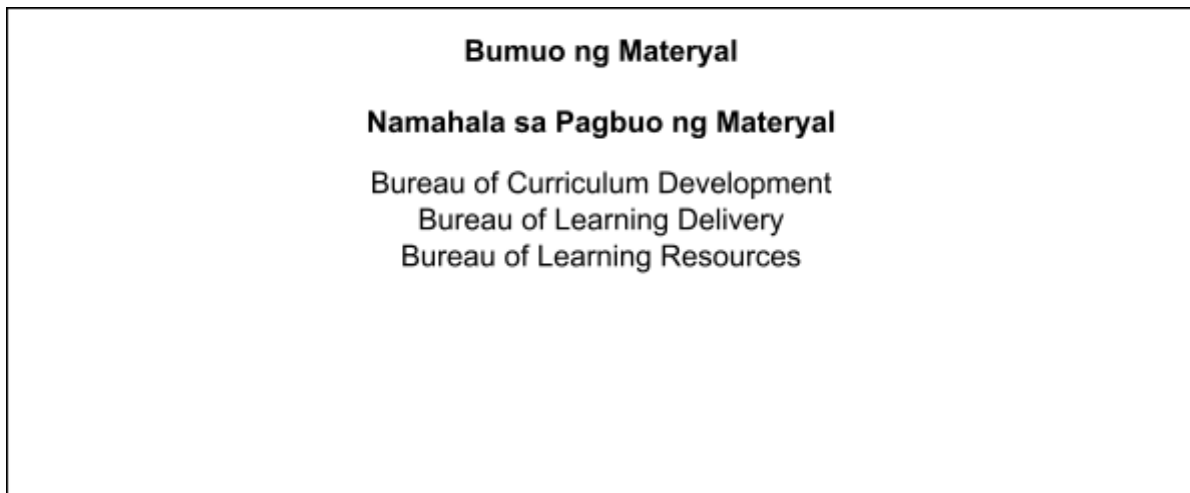 Bumuo ng Materyal
Namahala sa Pagbuo ng Materyal
Bureau of Curriculum Development
Bureau of Learning Delivery
Bureau of Learning Resources